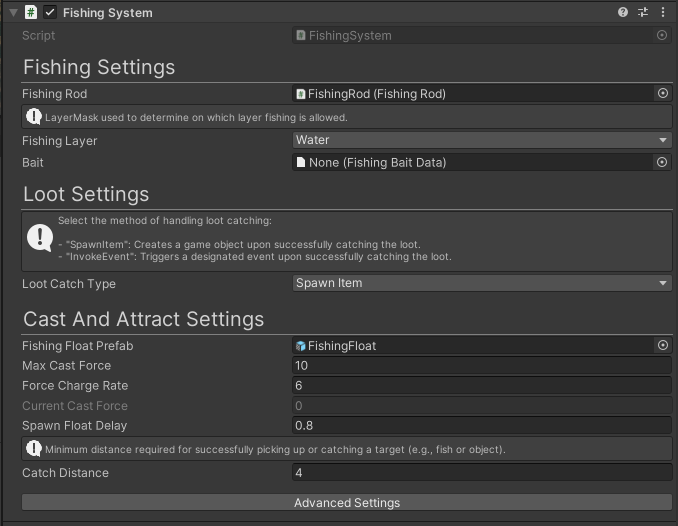 Fishing System
Script FishingSystem
Fishing Settings
Fishing Rod FishingRod (Fishing Rod)
LayerMask used to determine on which layer fishing is allowed.
Fishing Layer Water
Bait None (Fishing Bait Data)
Loot Settings
Select the method of handling loot catching:
- "SpawnItem": Creates a game object upon successfully catching the loot.
- "InvokeEvent": Triggers a designated event upon successfully catching the loot.
Loot Catch Type Spawn Item
Cast And Attract Settings
Fishing Float Prefab FishingFloat
Max Cast Force 10
Force Charge Rate 6
Current Cast Force 0
Spawn Float Delay 0.8
Minimum distance required for successfully picking up or catching a target (e.g., fish or object).
Catch Distance 4
Advanced Settings